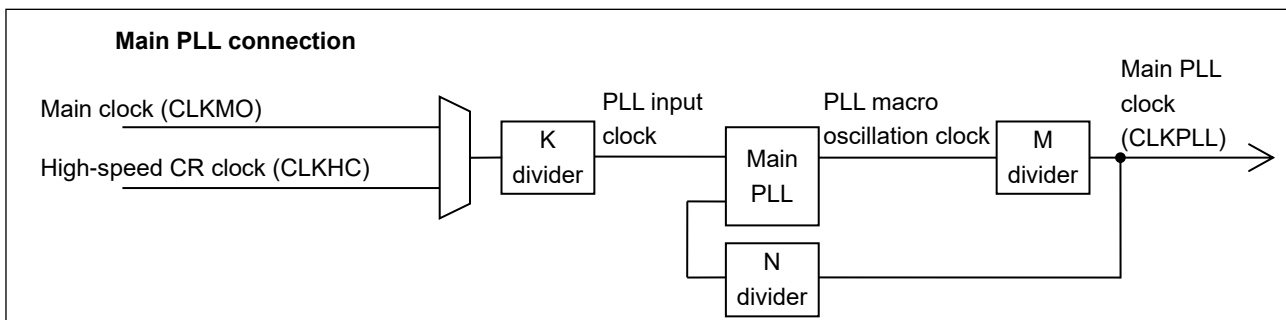 Main PLL connection
Main clock (CLKMO)
High-speed CR clock (CLKHC)
K
divider
PLL input
clock
Main
PLL
PLL macro
oscillation clock
M
divider
Main PLL
clock
(CLKPLL)
N
divider